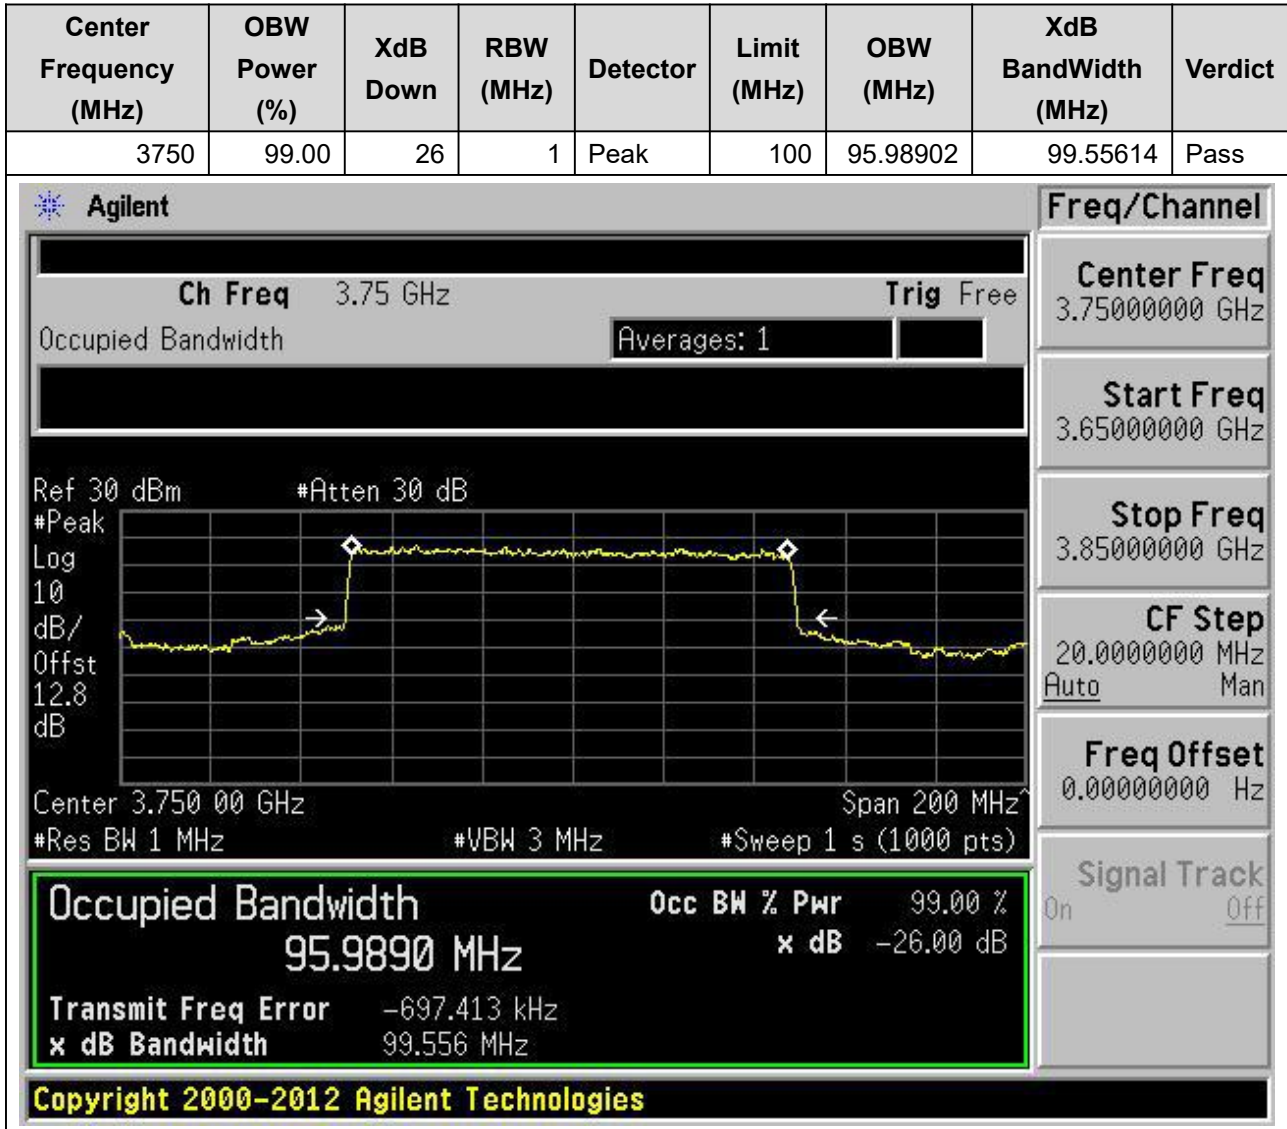 Center Frequency (MHz) OBW Power (%) XdB Down RBW (MHz) Detector Limit (MHz) OBW (MHz) XdB BandWidth (MHz) Verdict
3750 99.00 26 1 Peak 100 95.98902 99.55614 Pass
Agilent
Freq/Channel
Ch Freq 3.75 GHz Trig Free
Occupied Bandwidth Averages: 1
Center Freq
3.75000000 GHz
Start Freq
3.65000000 GHz
Stop Freq
3.85000000 GHz
CF Step
20.0000000 MHz
Auto Man
Freq Offset
0.00000000 Hz
Signal Track
On Off
Ref 30 dBm #Atten 30 dB
#Peak
Log
10
dB/
Offst
12.8
dB
Center 3.750 00 GHz Span 200 MHz^
#Res BW 1 MHz #VBW 3 MHz #Sweep 1 s (1000 pts)
Occupied Bandwidth Occ BW % Pwr 99.00 %
95.9890 MHz x dB -26.00 dB
Transmit Freq Error -697.413 kHz
x dB Bandwidth 99.556 MHz
Copyright 2000-2012 Agilent Technologies